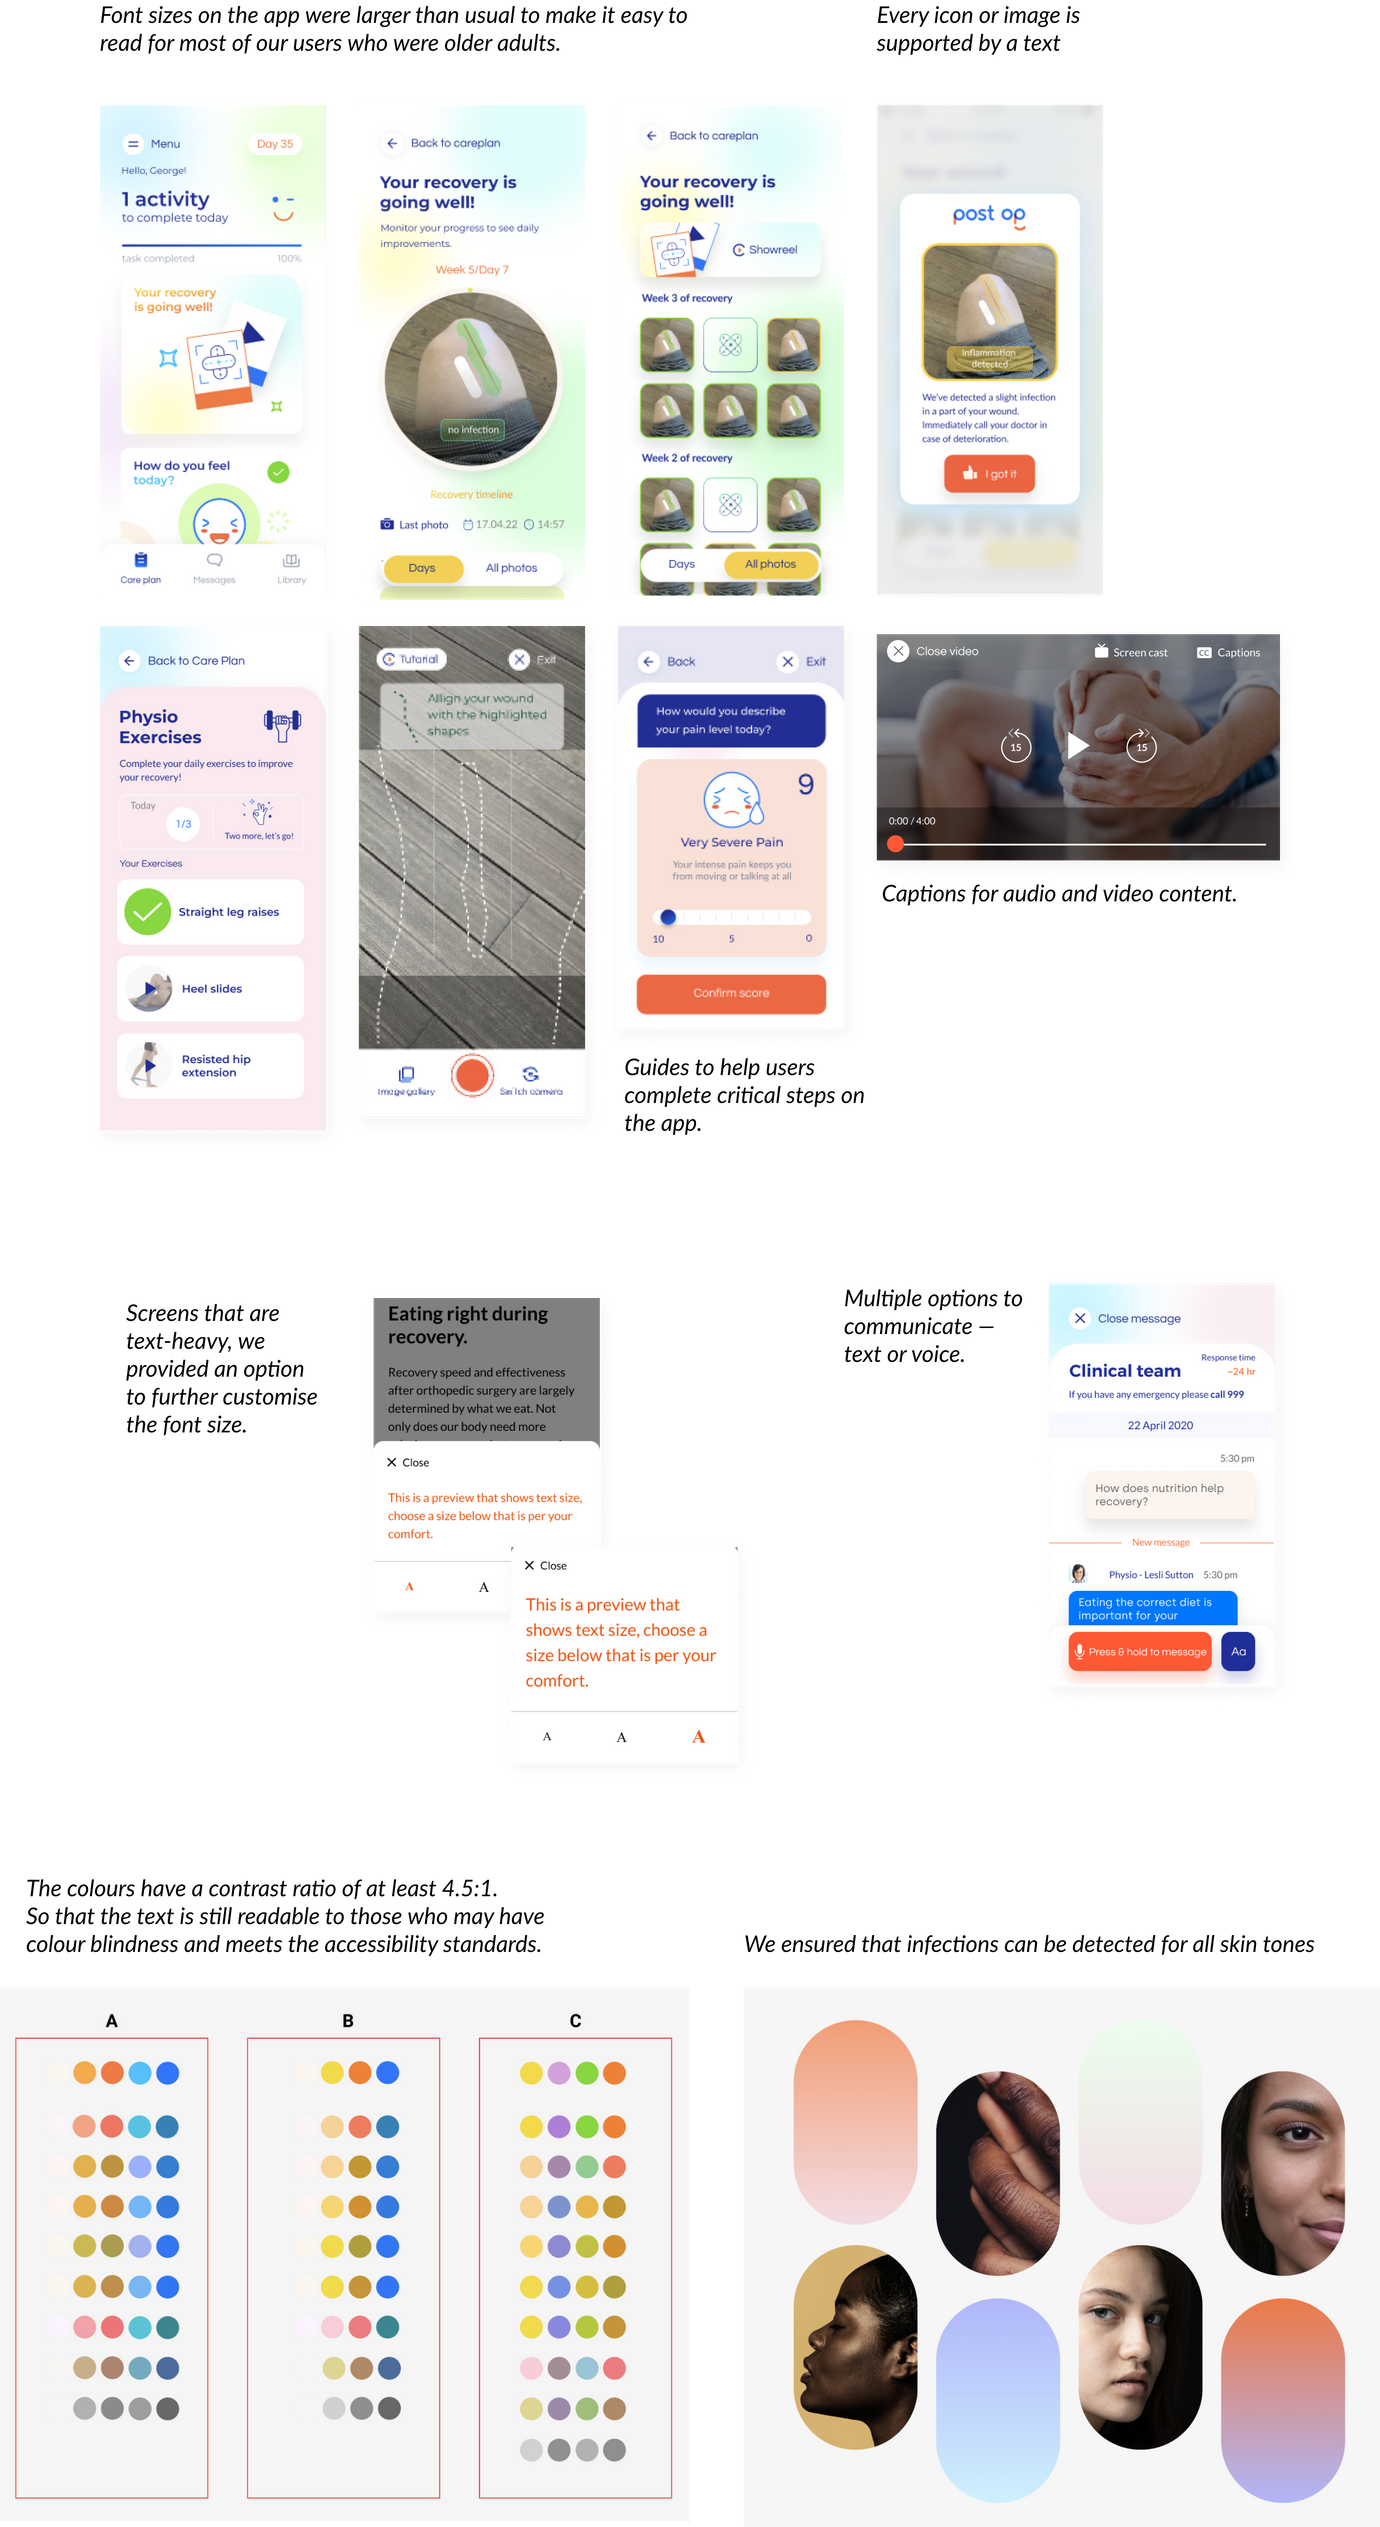 Font sizes on the app were larger than usual to make it easy to
read for most of our users who were older adults.
Every icon or image is
supported by a text
Menu
Day 35
Hello, George!
1 activity
to complete today
task completed
100%
Your recovery
is going well!
How do you feel
today?
Care plan
Messages
Library
Back to careplan
Your recovery is
going well!
Monitor your progress to see daily
improvements.
Week 5/Day 7
no infection
Recovery timeline
Last photo
17.04.22
14:57
Days
All photos
Back to careplan
Your recovery is
going well!
Showreel
Week 3 of recovery
Week 2 of recovery
Days
All photos
post op
Inflammation
detected
We've detected a slight infection
in a part of your wound.
Immediately call your doctor in
case of deterioration.
I got it
Back to Care Plan
Physio
Exercises
Complete your daily exercises to improve
your recovery!
Today
1/3
Two more, let's go!
Your Exercises
Straight leg raises
Heel slides
Resisted hip
extension
Tutorial
Exit
Allign your wound
with the highlighted
shapes
Image gallery
Switch camera
Back
Exit
How would you describe
your pain level today?
9
Very Severe Pain
Your intense pain keeps you
from moving or talking at all
10
5
0
Confirm score
Guides to help users
complete critical steps on
the app.
Close video
Screen cast
CC
Captions
15
15
0:00 / 4:00
Captions for audio and video content.
Screens that are
text-heavy, we
provided an option
to further customise
the font size.
Eating right during
recovery.
Recovery speed and effectiveness
after orthopedic surgery are largely
determined by what we eat. Not
only does our body need more
Close
This is a preview that shows text size,
choose a size below that is per your
comfort.
A
A
Close
This is a preview that
shows text size, choose a
size below that is per your
comfort.
A
A
A
Multiple options to
communicate —
text or voice.
Close message
Clinical team
Response time
~24 hr
If you have any emergency please call 999
22 April 2020
5:30 pm
How does nutrition help
recovery?
New message
Physio - Lesli Sutton
5:30 pm
Eating the correct diet is
important for your
Press & hold to message
Aa
The colours have a contrast ratio of at least 4.5:1.
So that the text is still readable to those who may have
colour blindness and meets the accessibility standards.
A
B
C
We ensured that infections can be detected for all skin tones